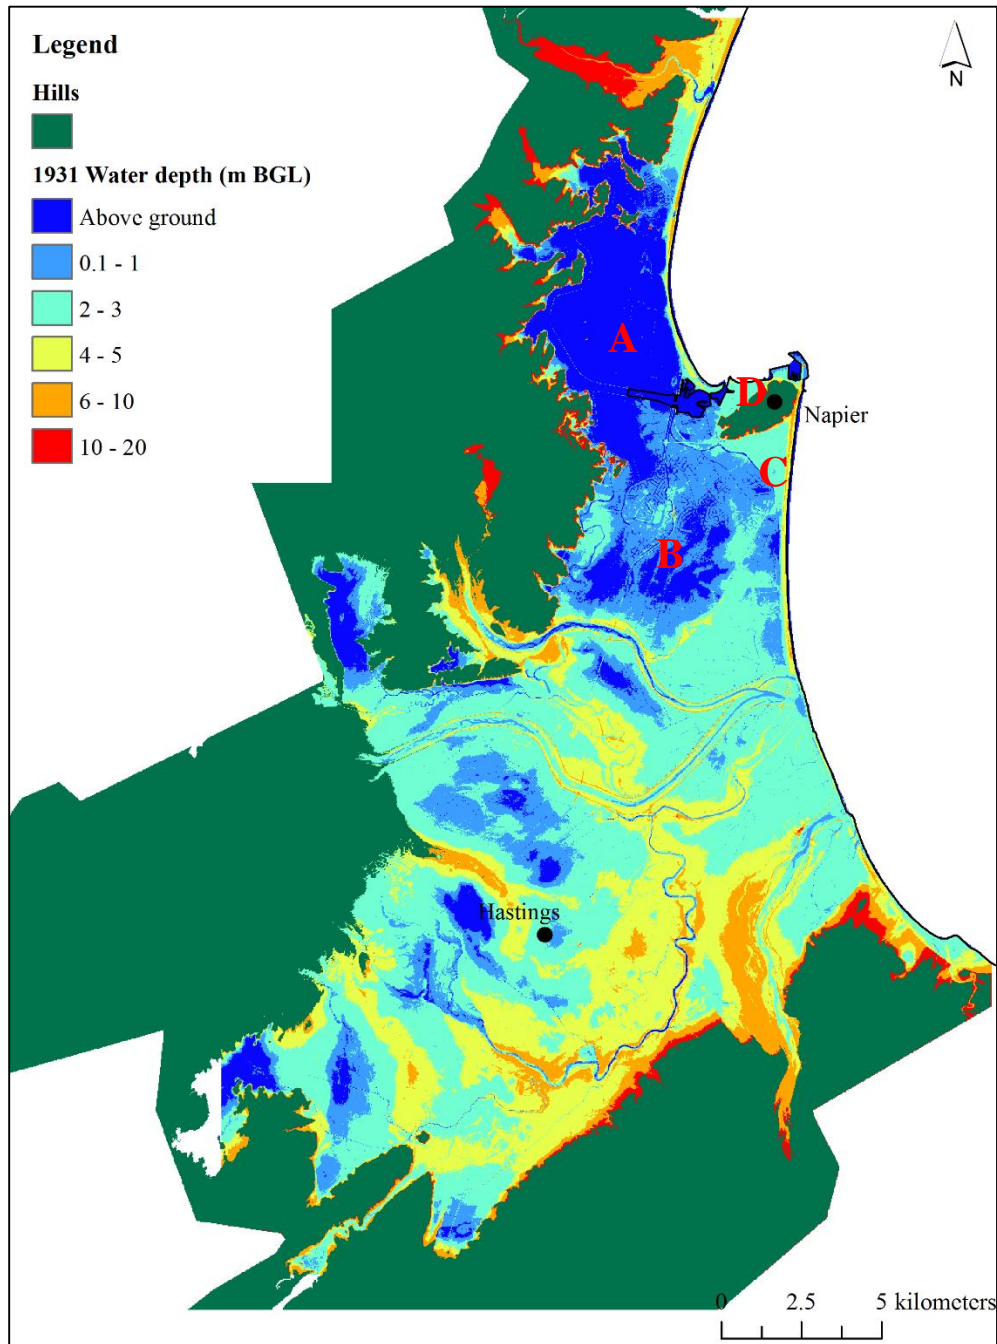 Legend
N
Hills
1931 Water depth (m BGL)
Above ground
0.1 - 1
2 - 3
4 - 5
6 - 10
10 - 20
A
D
Napier
C
B
Hastings
0 2.5 5 kilometers